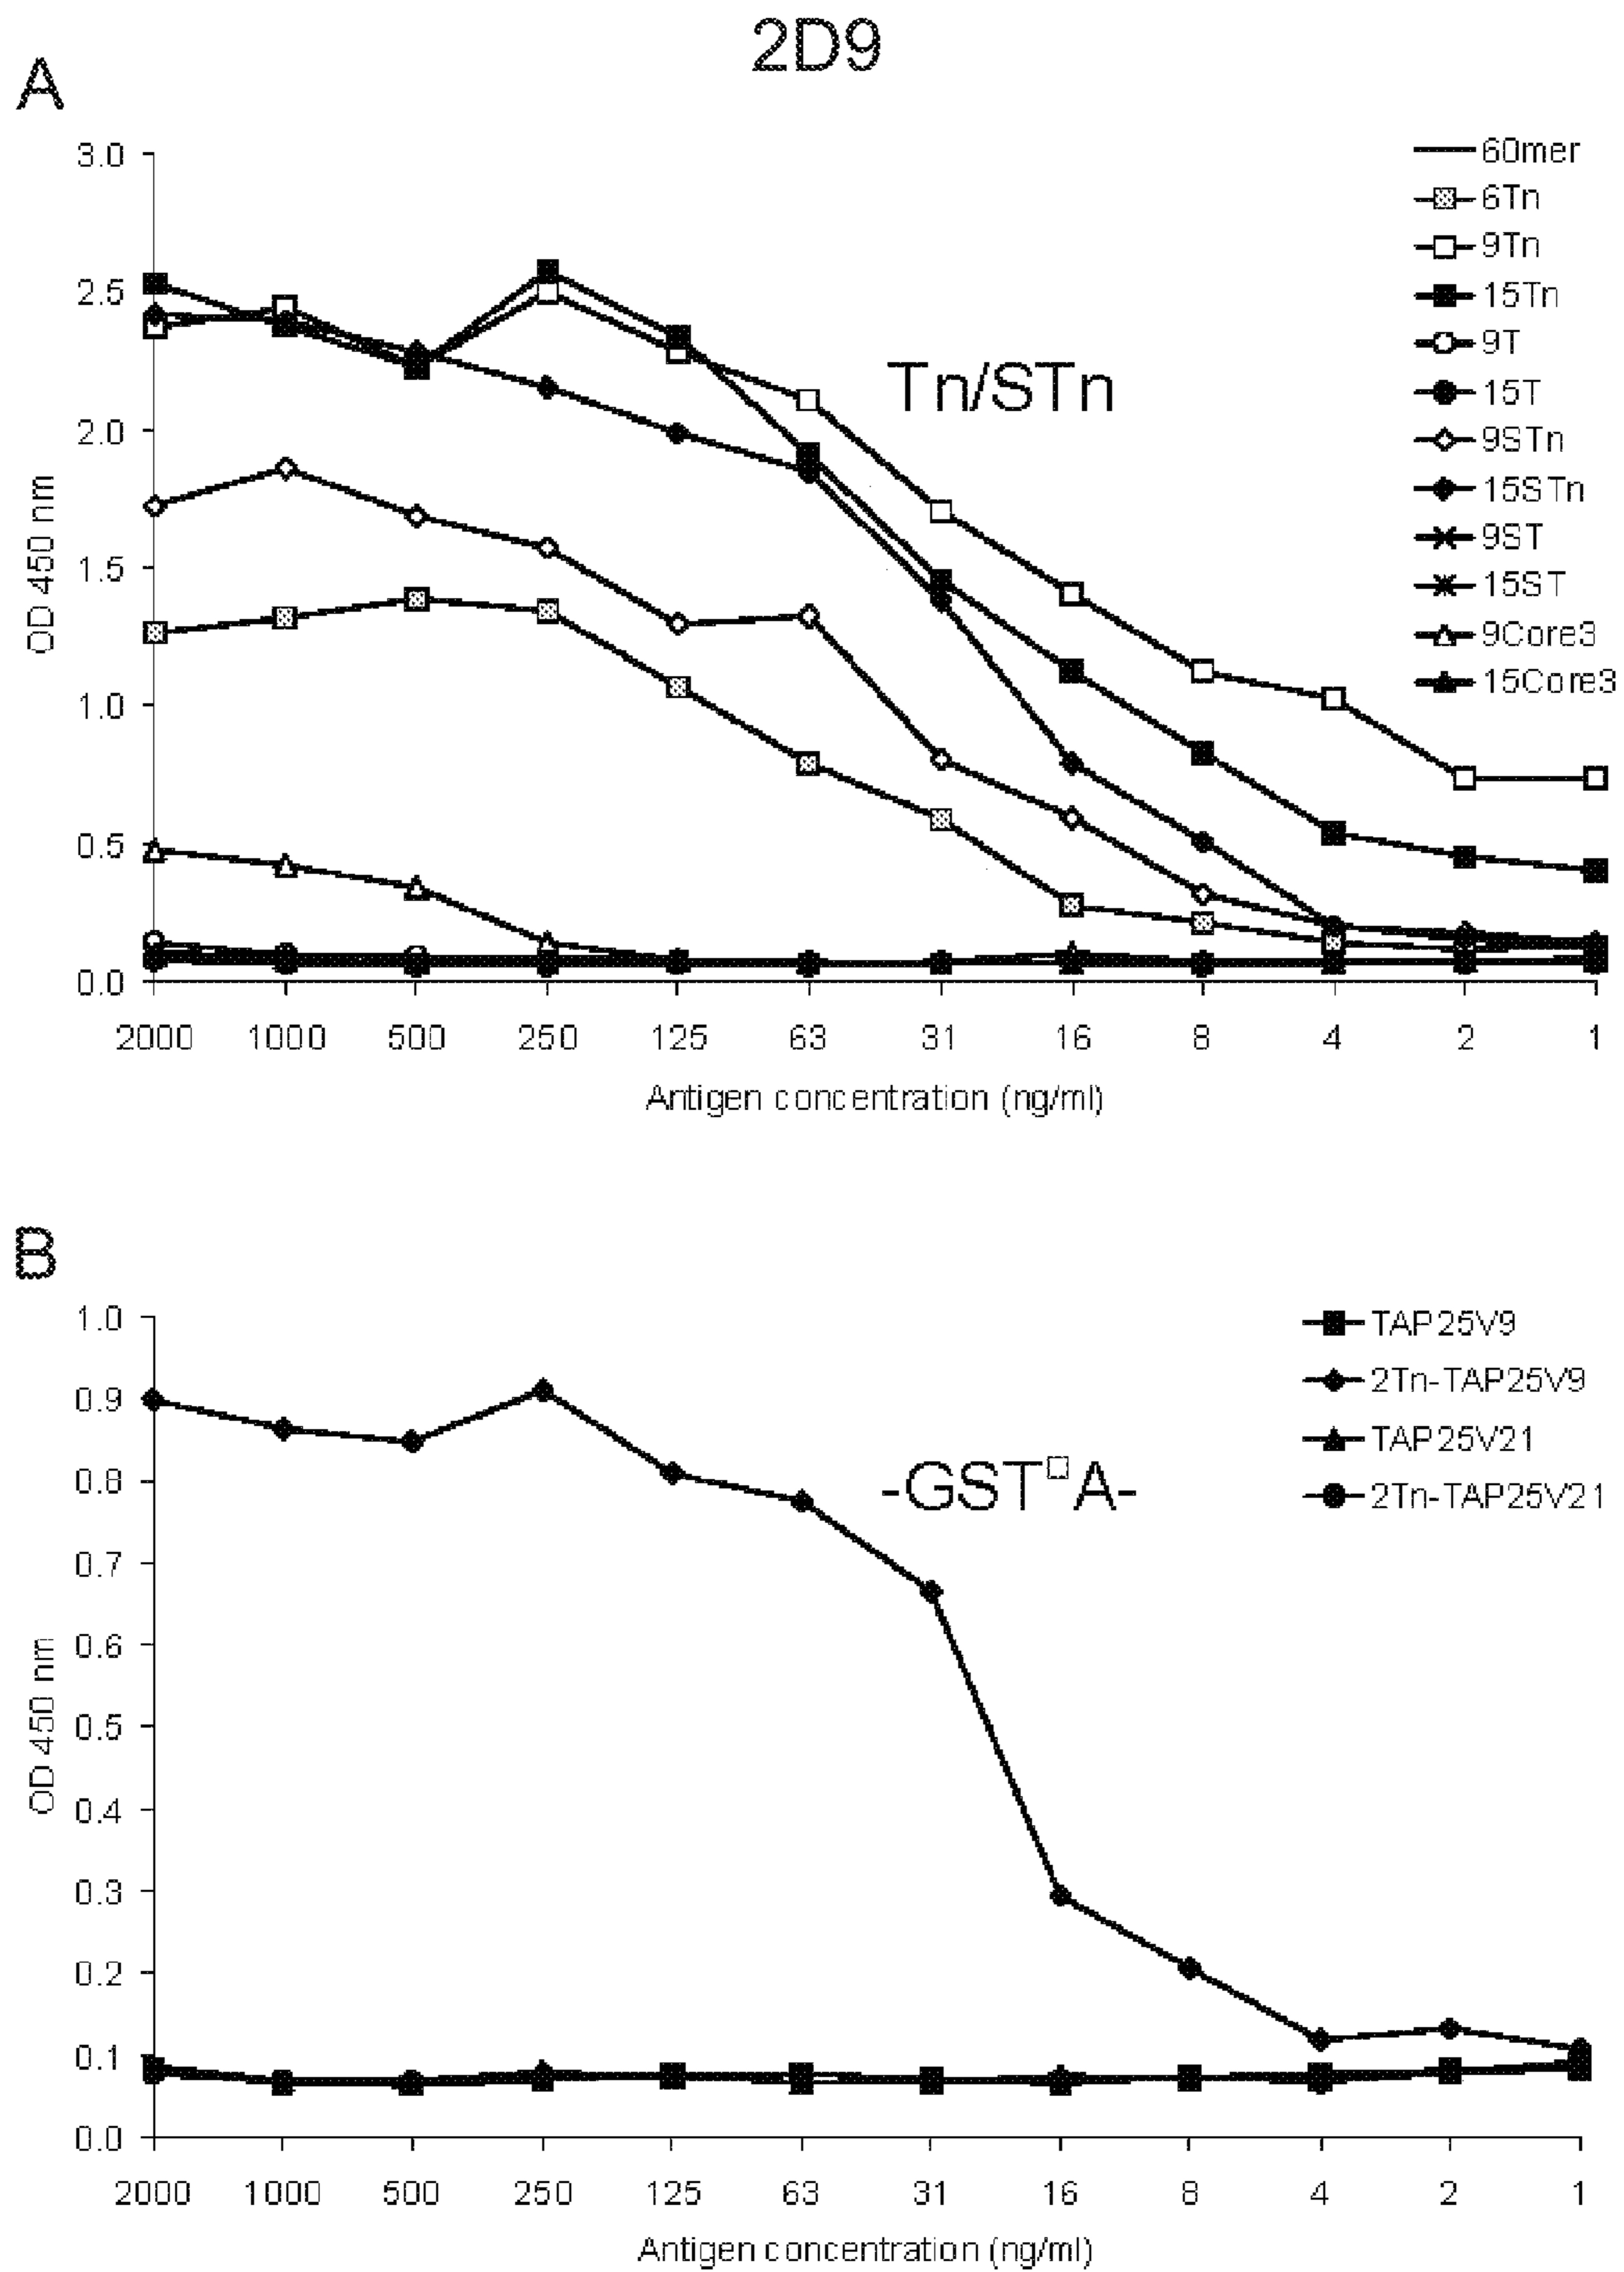 2D9
A
3.0
2.5
2.0
1.5
1.0
0.5
0.0
OD 450 nm
2000 1000 500 250 125 63 31 16 8 4 2 1
Antigen concentration (ng/ml)
Tn/STn
60mer
6Tn
9Tn
15Tn
9T
15T
9STn
15STn
9ST
15ST
9Core3
15Core3
B
1.0
0.9
0.8
0.7
0.6
0.5
0.4
0.3
0.2
0.1
0.0
OD 450 nm
2000 1000 500 250 125 63 31 16 8 4 2 1
Antigen concentration (ng/ml)
-GST□A-
TAP25V9
2Tn-TAP25V9
TAP25V21
2Tn-TAP25V21